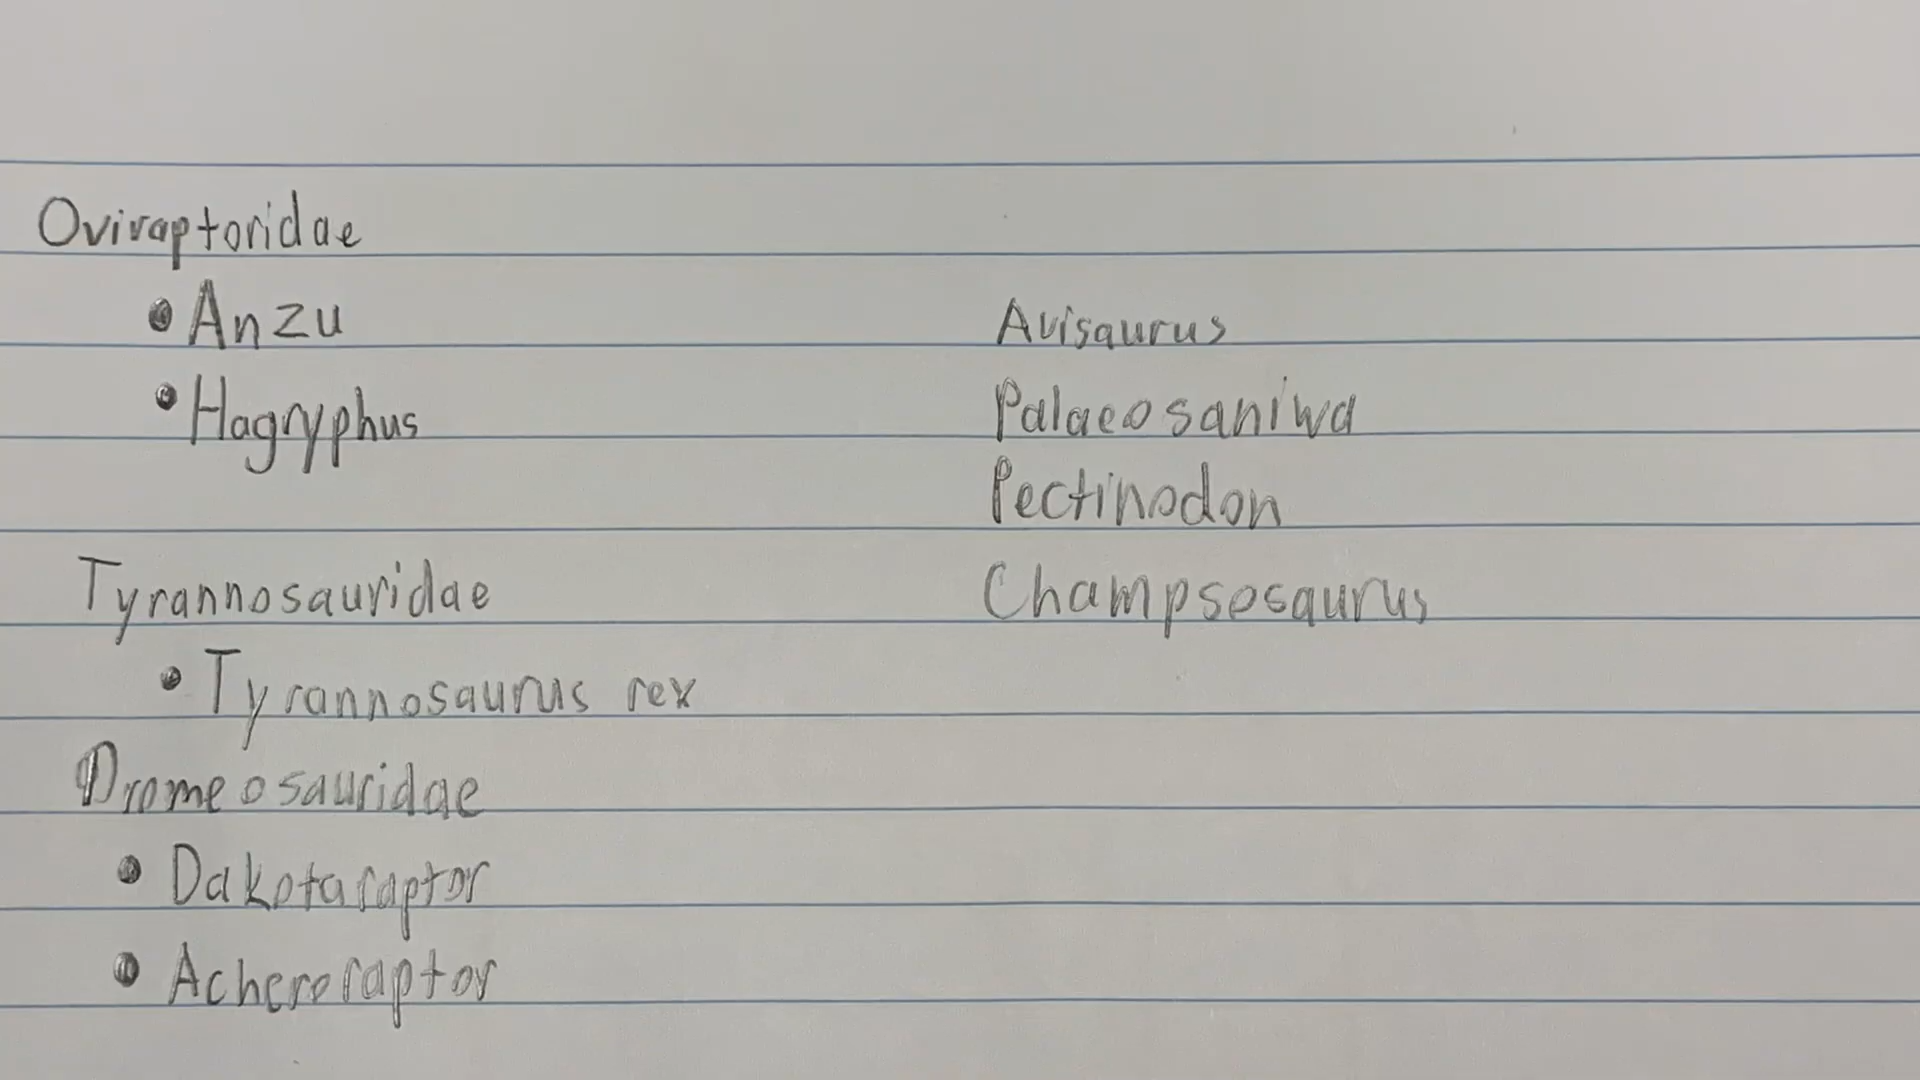 Oviraptoridae
• Anzu
• Hagryphus
Tyrannosauridae
• Tyrannosaurus rex
Dromeosauridae
• Dakotaraptor
• Acheroraptor
Avisaurus
Palaeosaniwa
Pectinodon
Champsosaurus